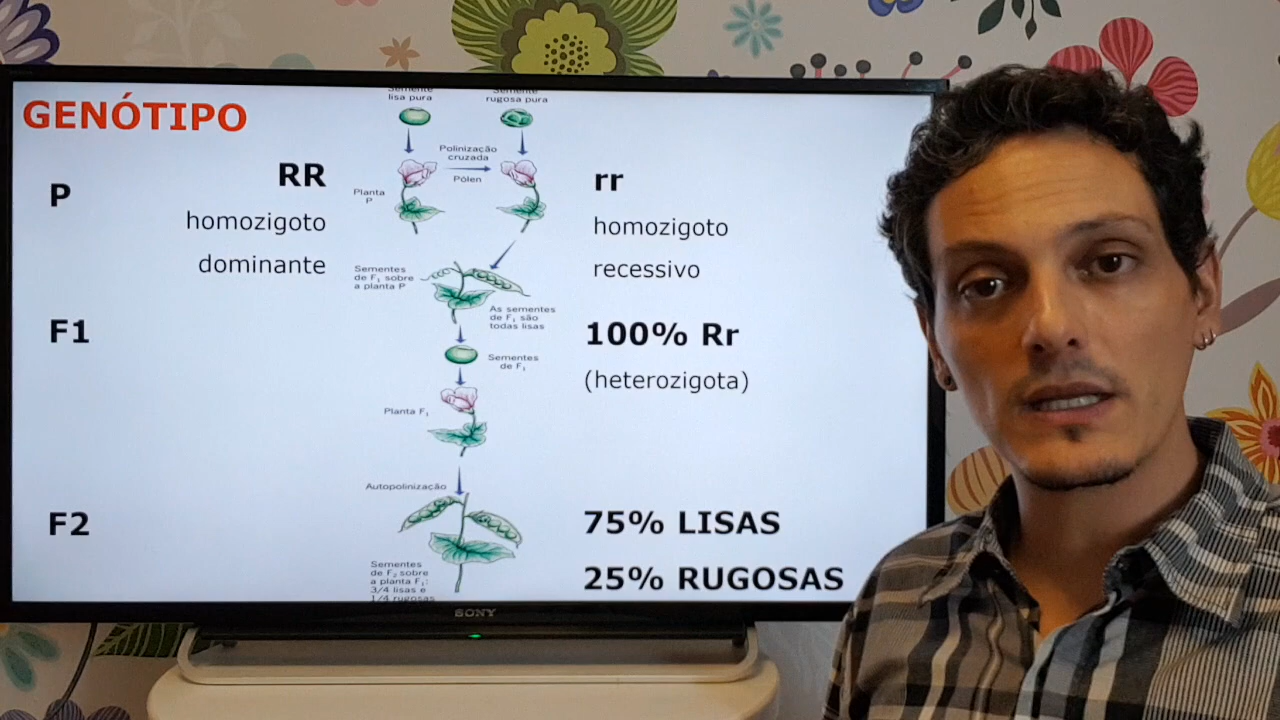 GENÓTIPO
Semente
lisa pura
Semente
rugosa pura
P
RR
homozigoto
dominante
Planta
P
Polinização
cruzada
Pólen
rr
homozigoto
recessivo
Sementes
de F₁ sobre
a planta P
As sementes
de F₁ são
todas lisas
F1
100% Rr
(heterozigota)
Sementes
de F₁
Planta F₁
Autopolinização
F2
75% LISAS
25% RUGOSAS
Sementes
de F₂ sobre
a planta F₁:
3/4 lisas e
1/4 rugosas
SONY